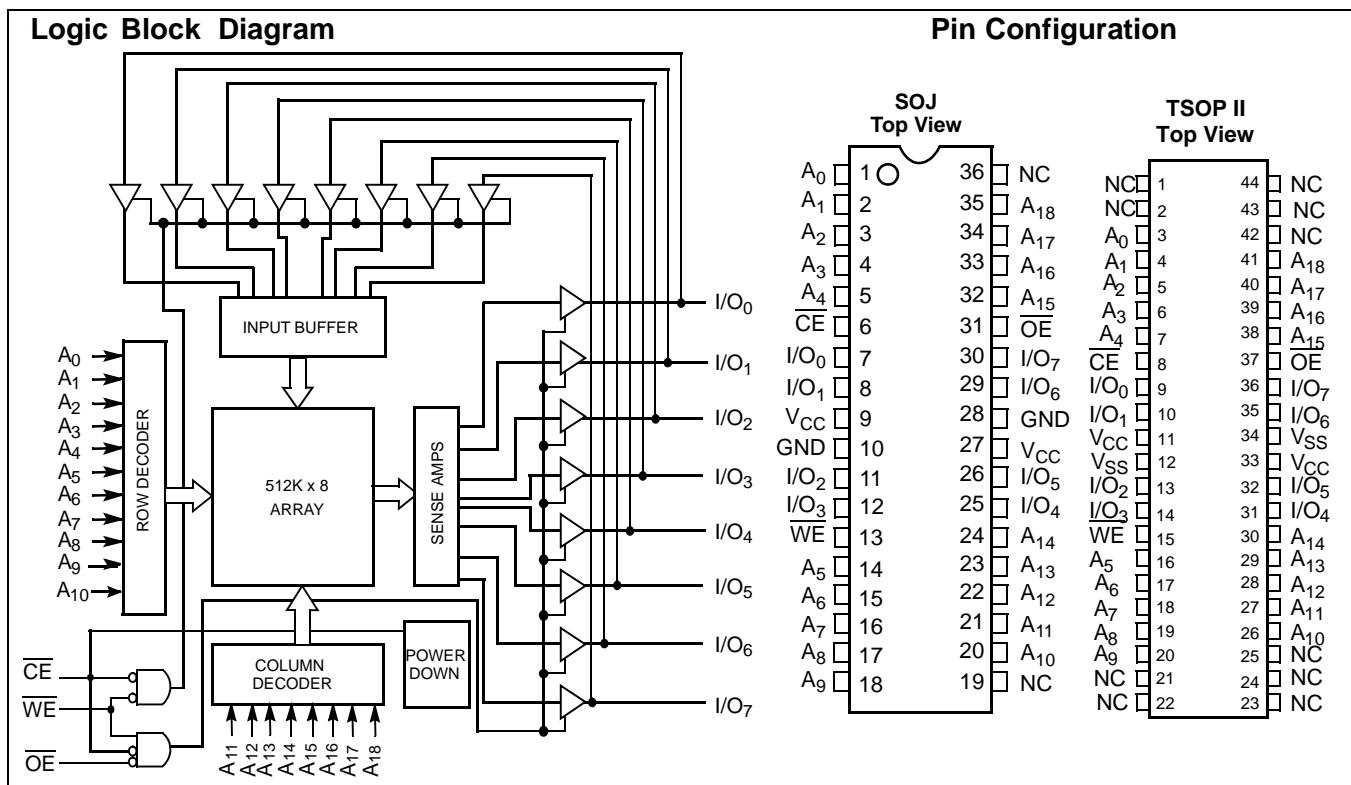 Logic Block Diagram
INPUT BUFFER
A0
A1
A2
A3
A4
A5
A6
A7
A8
A9
A10
ROW DECODER
512K x 8
ARRAY
SENSE AMPS
I/O0
I/O1
I/O2
I/O3
I/O4
I/O5
I/O6
I/O7
CE
WE
OE
COLUMN
DECODER
POWER
DOWN
A11
A12
A13
A14
A15
A16
A17
A18
Pin Configuration
SOJ
Top View
A0 1 36 NC
A1 2 35 A18
A2 3 34 A17
A3 4 33 A16
A4 5 32 A15
CE 6 31 OE
I/O0 7 30 I/O7
I/O1 8 29 I/O6
VCC 9 28 GND
GND 10 27 VCC
I/O2 11 26 I/O5
I/O3 12 25 I/O4
WE 13 24 A14
A5 14 23 A13
A6 15 22 A12
A7 16 21 A11
A8 17 20 A10
A9 18 19 NC
TSOP II
Top View
NC 1 44 NC
NC 2 43 NC
A0 3 42 NC
A1 4 41 A18
A2 5 40 A17
A3 6 39 A16
A4 7 38 A15
CE 8 37 OE
I/O0 9 36 I/O7
I/O1 10 35 I/O6
VCC 11 34 VSS
VSS 12 33 VCC
I/O2 13 32 I/O5
I/O3 14 31 I/O4
WE 15 30 A14
A5 16 29 A13
A6 17 28 A12
A7 18 27 A11
A8 19 26 A10
A9 20 25 NC
NC 21 24 NC
NC 22 23 NC